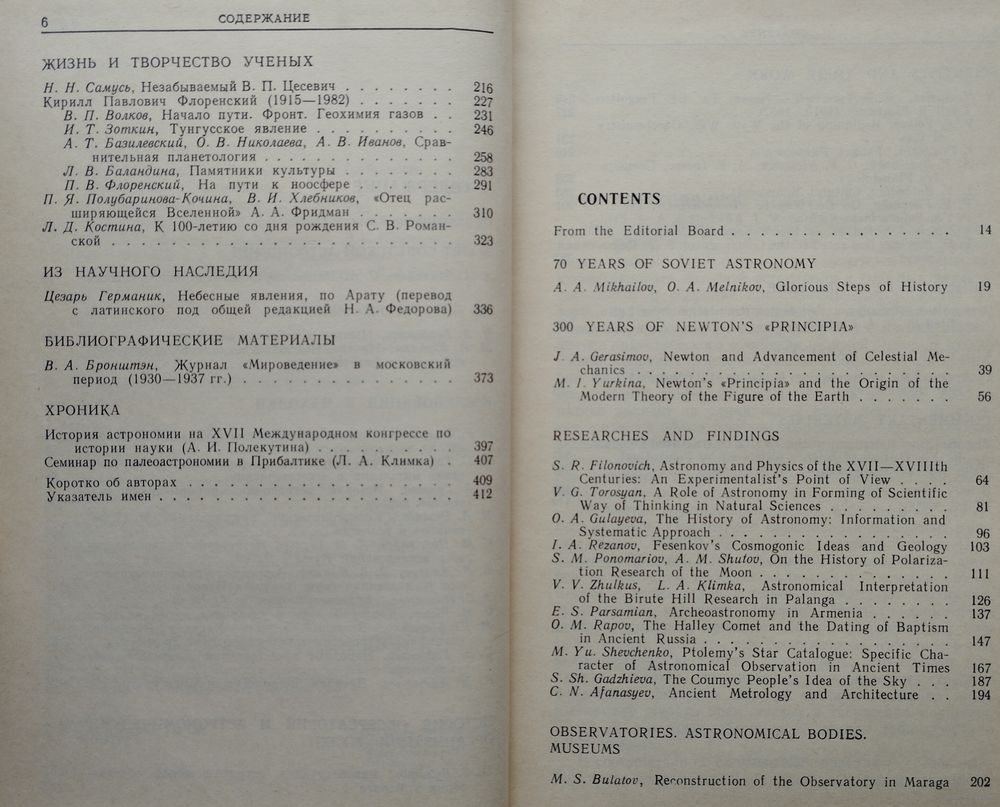 6 СОДЕРЖАНИЕ
ЖИЗНЬ И ТВОРЧЕСТВО УЧЕНЫХ
Н. Н. Самусь, Незабываемый В. П. Цесевич . . . . . . . . 216
Кирилл Павлович Флоренский (1915—1982) . . . . . . . 227
В. П. Волков, Начало пути. Фронт. Геохимия газов . . 231
И. Т. Зоткин, Тунгусское явление . . . . . . . . . . 246
А. Т. Базилевский, О. В. Николаева, А. В. Иванов, Срав-
нительная планетология . . . . . . . . . . . . . . 258
Л. В. Баландина, Памятники культуры . . . . . . . . 283
П. В. Флоренский, На пути к ноосфере . . . . . . . 291
П. Я. Полубаринова-Кочина, В. И. Хлебников, «Отец рас-
ширяющейся Вселенной» А. А. Фридман . . . . . . . 310
Л. Д. Костина, К 100-летию со дня рождения С. В. Роман-
ской . . . . . . . . . . . . . . . . . . . . . . . . . 323
ИЗ НАУЧНОГО НАСЛЕДИЯ
Цезарь Германик, Небесные явления, по Арату (перевод
с латинского под общей редакцией Н. А. Федорова) 336
БИБЛИОГРАФИЧЕСКИЕ МАТЕРИАЛЫ
В. А. Бронштэн, Журнал «Мироведение» в московский
период (1930—1937 гг.) . . . . . . . . . . . . . . . . 373
ХРОНИКА
История астрономии на XVII Международном конгрессе по
истории науки (А. И. Полекутина) . . . . . . . . . . 397
Семинар по палеоастрономии в Прибалтике (Л. А. Климка) . 407
Коротко об авторах . . . . . . . . . . . . . . . . . . . . 409
Указатель имен . . . . . . . . . . . . . . . . . . . . . . 412
CONTENTS
From the Editorial Board . . . . . . . . . . . . . . . . 14
70 YEARS OF SOVIET ASTRONOMY
A. A. Mikhailov, O. A. Melnikov, Glorious Steps of History 19
300 YEARS OF NEWTON'S «PRINCIPIA»
J. A. Gerasimov, Newton and Advancement of Celestial Me-
chanics . . . . . . . . . . . . . . . . . . . . . . . 39
M. I. Yurkina, Newton's «Principia» and the Origin of the
Modern Theory of the Figure of the Earth . . . . . . . 56
RESEARCHES AND FINDINGS
S. R. Filonovich, Astronomy and Physics of the XVII—XVIIIth
Centuries: An Experimentalist's Point of View . . . . 64
V. G. Torosyan, A Role of Astronomy in Forming of Scientific
Way of Thinking in Natural Sciences . . . . . . . . . 81
O. A. Gulayeva, The History of Astronomy: Information and
Systematic Approach . . . . . . . . . . . . . . . . . 96
I. A. Rezanov, Fesenkov's Cosmogonic Ideas and Geology 103
S. M. Ponomariov, A. M. Shutov, On the History of Polariza-
tion Research of the Moon . . . . . . . . . . . . . . 111
V. V. Zhulkus, L. A. Klimka, Astronomical Interpretation
of the Birute Hill Research in Palanga . . . . . . . . 126
E. S. Parsamian, Archeoastronomy in Armenia . . . . . . 137
O. M. Rapov, The Halley Comet and the Dating of Baptism
in Ancient Russia . . . . . . . . . . . . . . . . . . 147
M. Yu. Shevchenko, Ptolemy's Star Catalogue: Specific Cha-
racter of Astronomical Observation in Ancient Times 167
S. Sh. Gadzhieva, The Coumyc People's Idea of the Sky . . . 187
C. N. Afanasyev, Ancient Metrology and Architecture . . 194
OBSERVATORIES. ASTRONOMICAL BODIES.
MUSEUMS
M. S. Bulatov, Reconstruction of the Observatory in Maraga 202